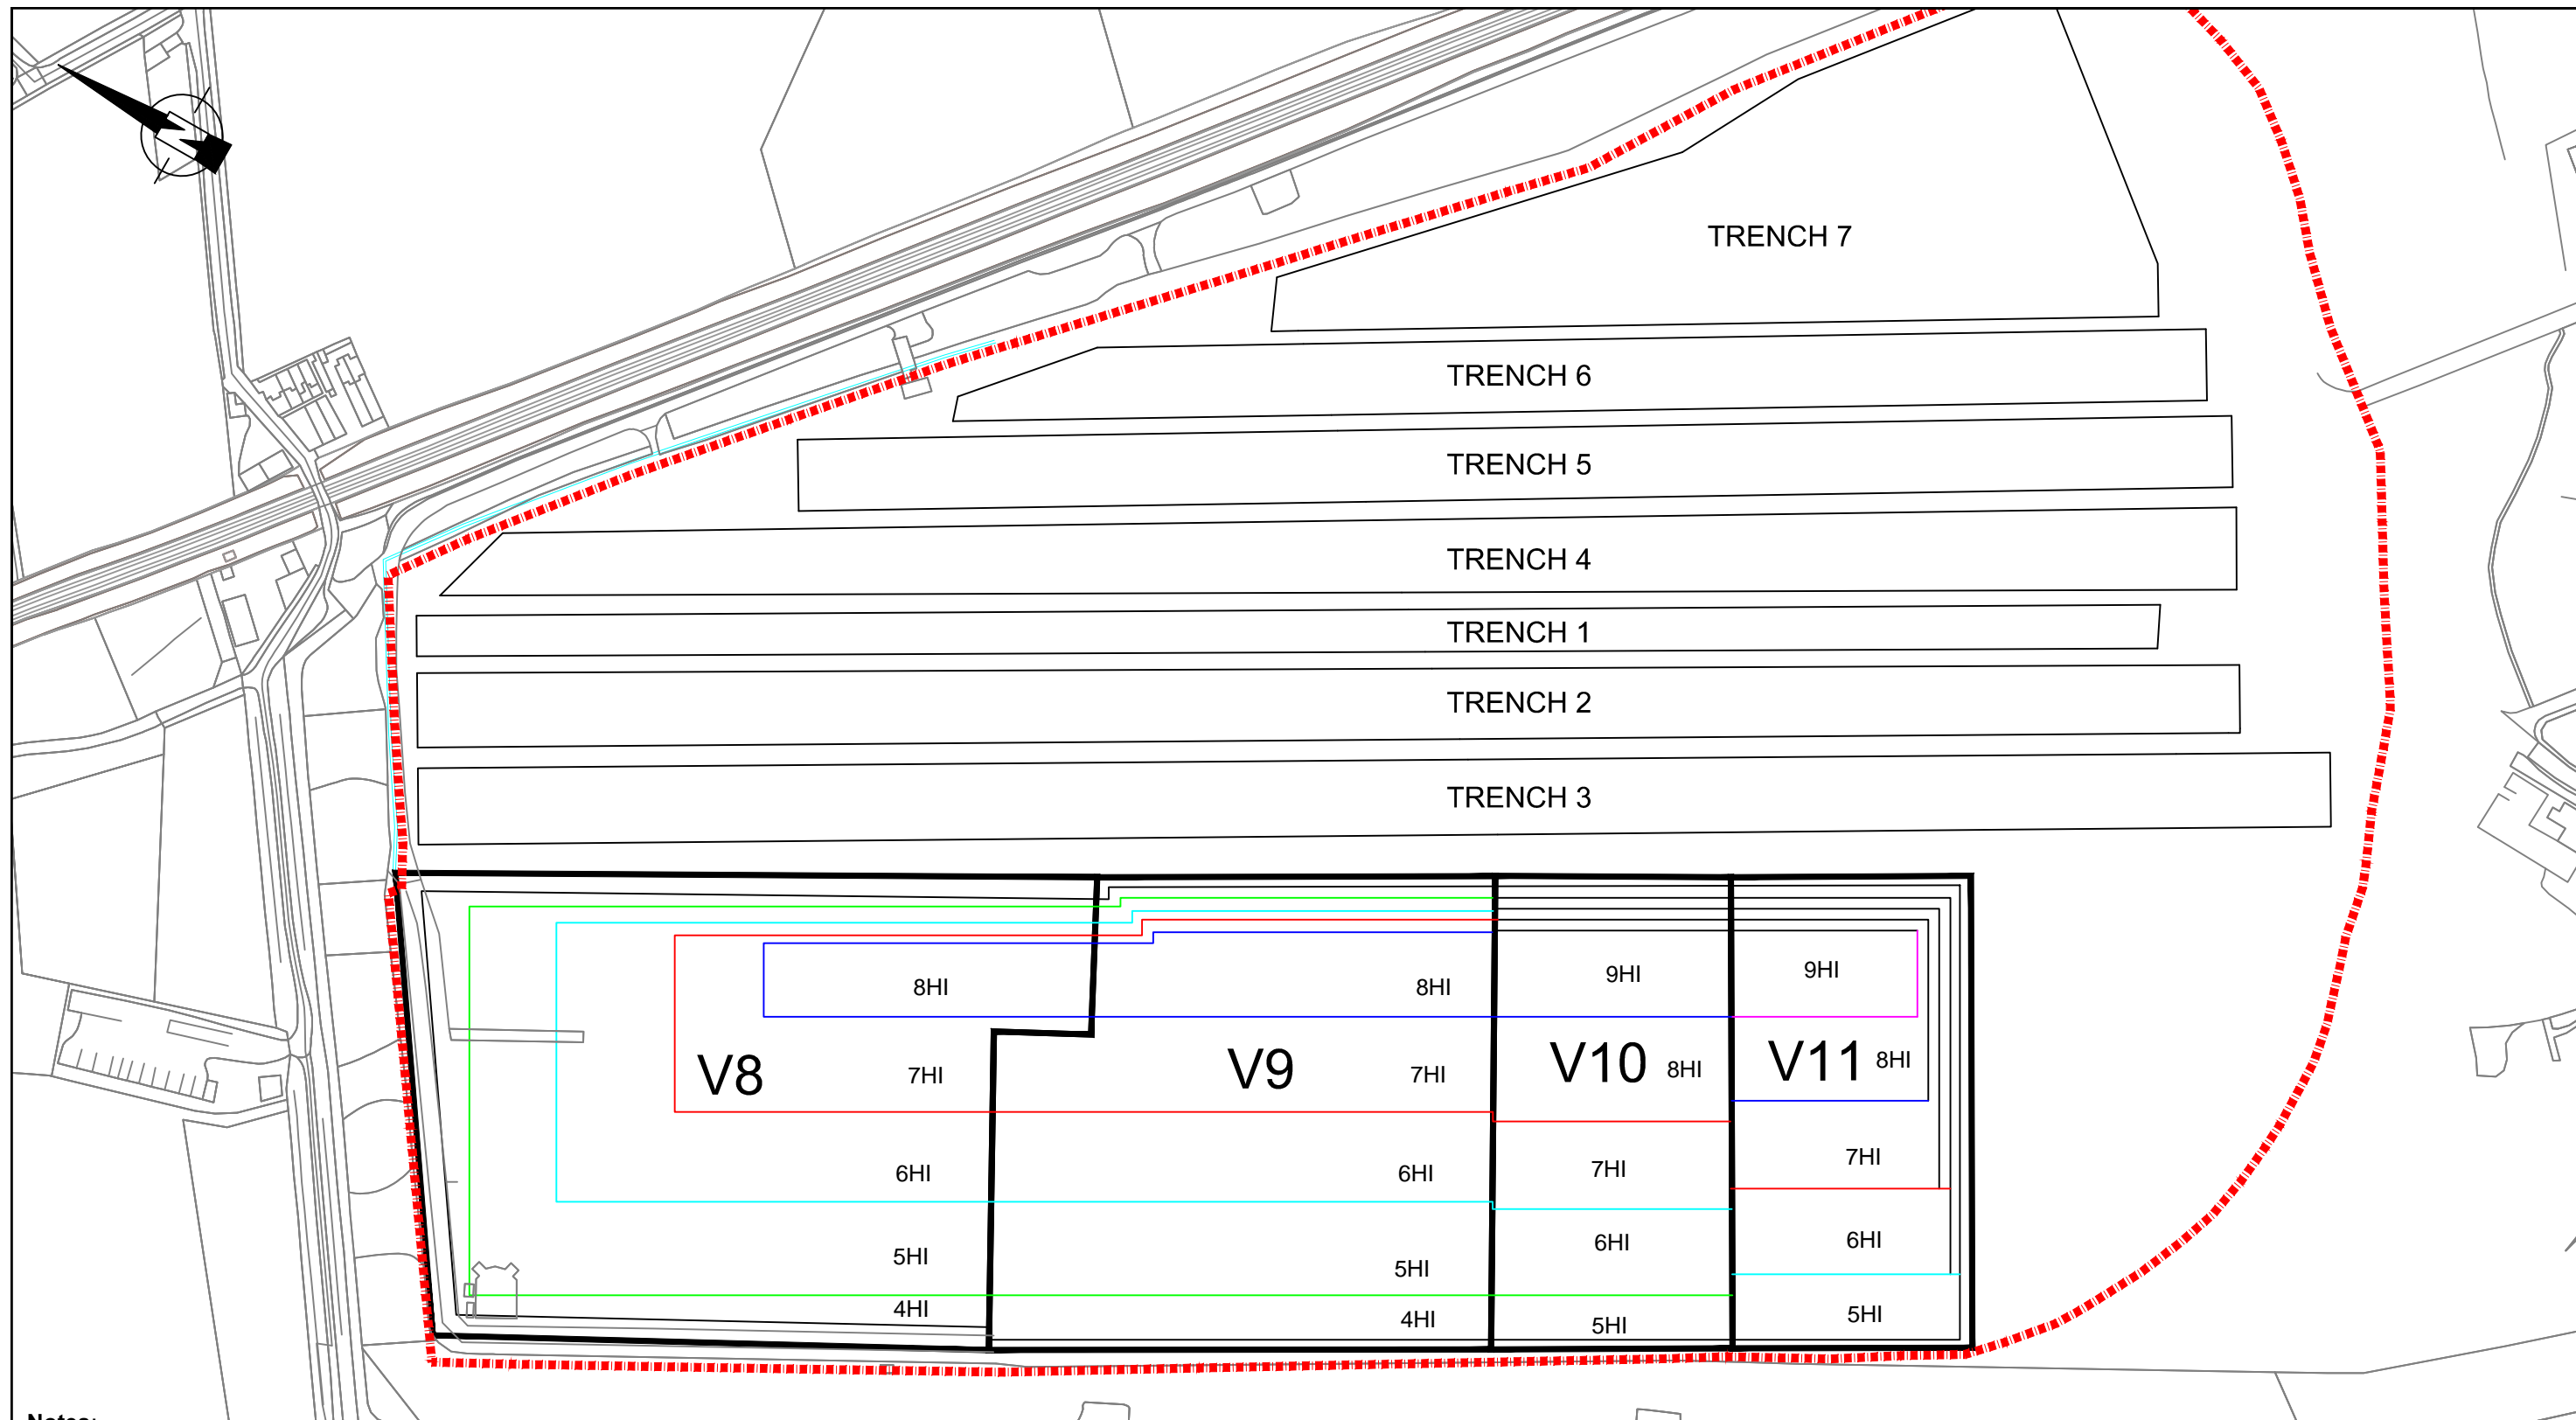 TRENCH 7
TRENCH 6
TRENCH 5
TRENCH 4
TRENCH 1
TRENCH 2
TRENCH 3
8HI 8HI 9HI 9HI
V8 7HI V9 7HI V10 8HI V11 8HI
6HI 6HI 7HI 7HI
5HI 5HI 6HI 6HI
4HI 4HI 5HI 5HI
Notes: